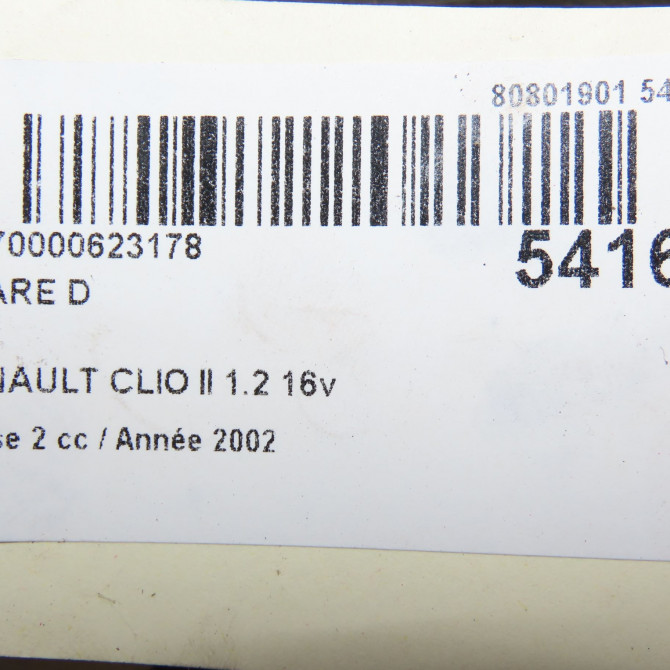 80801901 54
70000623178
5416
ARE D
NAULT CLIO II 1.2 16v
se 2 cc / Année 2002